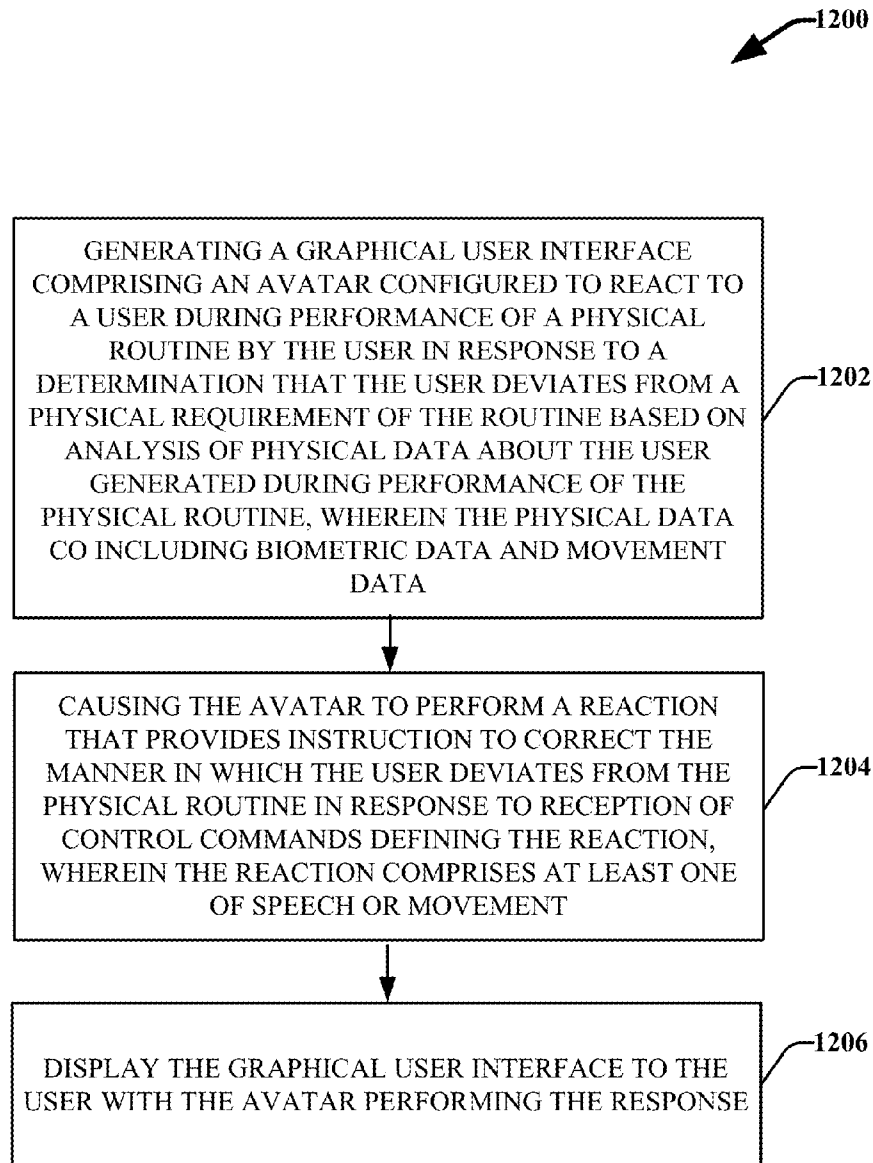 1200
GENERATING A GRAPHICAL USER INTERFACE
COMPRISING AN AVATAR CONFIGURED TO REACT TO
A USER DURING PERFORMANCE OF A PHYSICAL
ROUTINE BY THE USER IN RESPONSE TO A
DETERMINATION THAT THE USER DEVIATES FROM A
PHYSICAL REQUIREMENT OF THE ROUTINE BASED ON
ANALYSIS OF PHYSICAL DATA ABOUT THE USER
GENERATED DURING PERFORMANCE OF THE
PHYSICAL ROUTINE, WHEREIN THE PHYSICAL DATA
CO INCLUDING BIOMETRIC DATA AND MOVEMENT
DATA
1202
CAUSING THE AVATAR TO PERFORM A REACTION
THAT PROVIDES INSTRUCTION TO CORRECT THE
MANNER IN WHICH THE USER DEVIATES FROM THE
PHYSICAL ROUTINE IN RESPONSE TO RECEPTION OF
CONTROL COMMANDS DEFINING THE REACTION,
WHEREIN THE REACTION COMPRISES AT LEAST ONE
OF SPEECH OR MOVEMENT
1204
DISPLAY THE GRAPHICAL USER INTERFACE TO THE
USER WITH THE AVATAR PERFORMING THE RESPONSE
1206